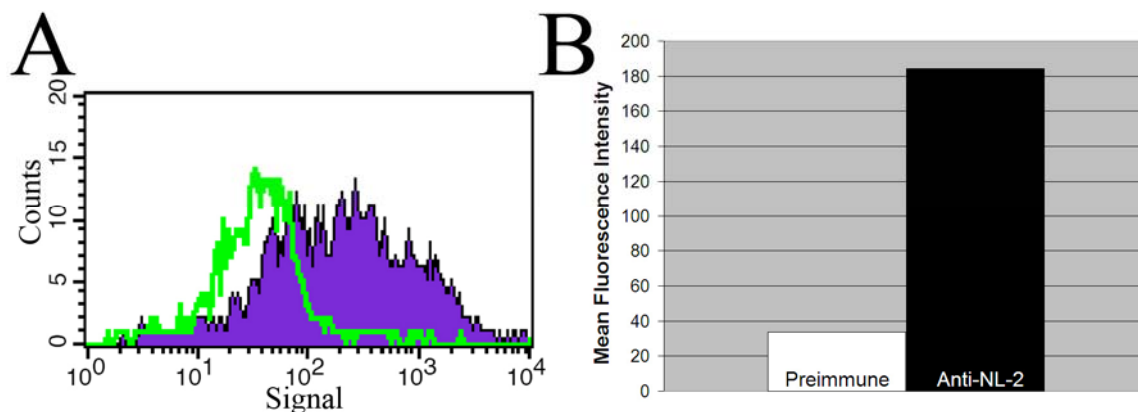 A
20
15
10
5
0
Counts
10^0 10^1 10^2 10^3 10^4
Signal
B
Mean Fluorescence Intensity
200
180
160
140
120
100
80
60
40
20
0
Preimmune Anti-NL-2